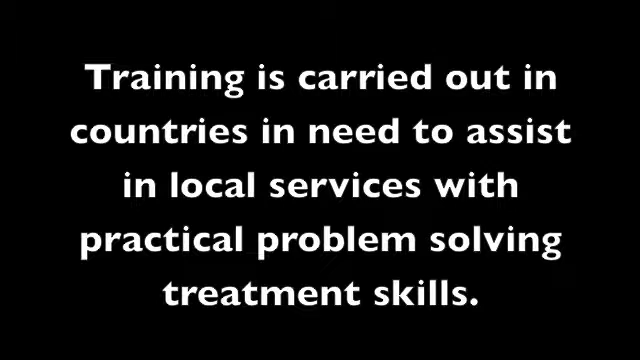 Training is carried out in
countries in need to assist
in local services with
practical problem solving
treatment skills.